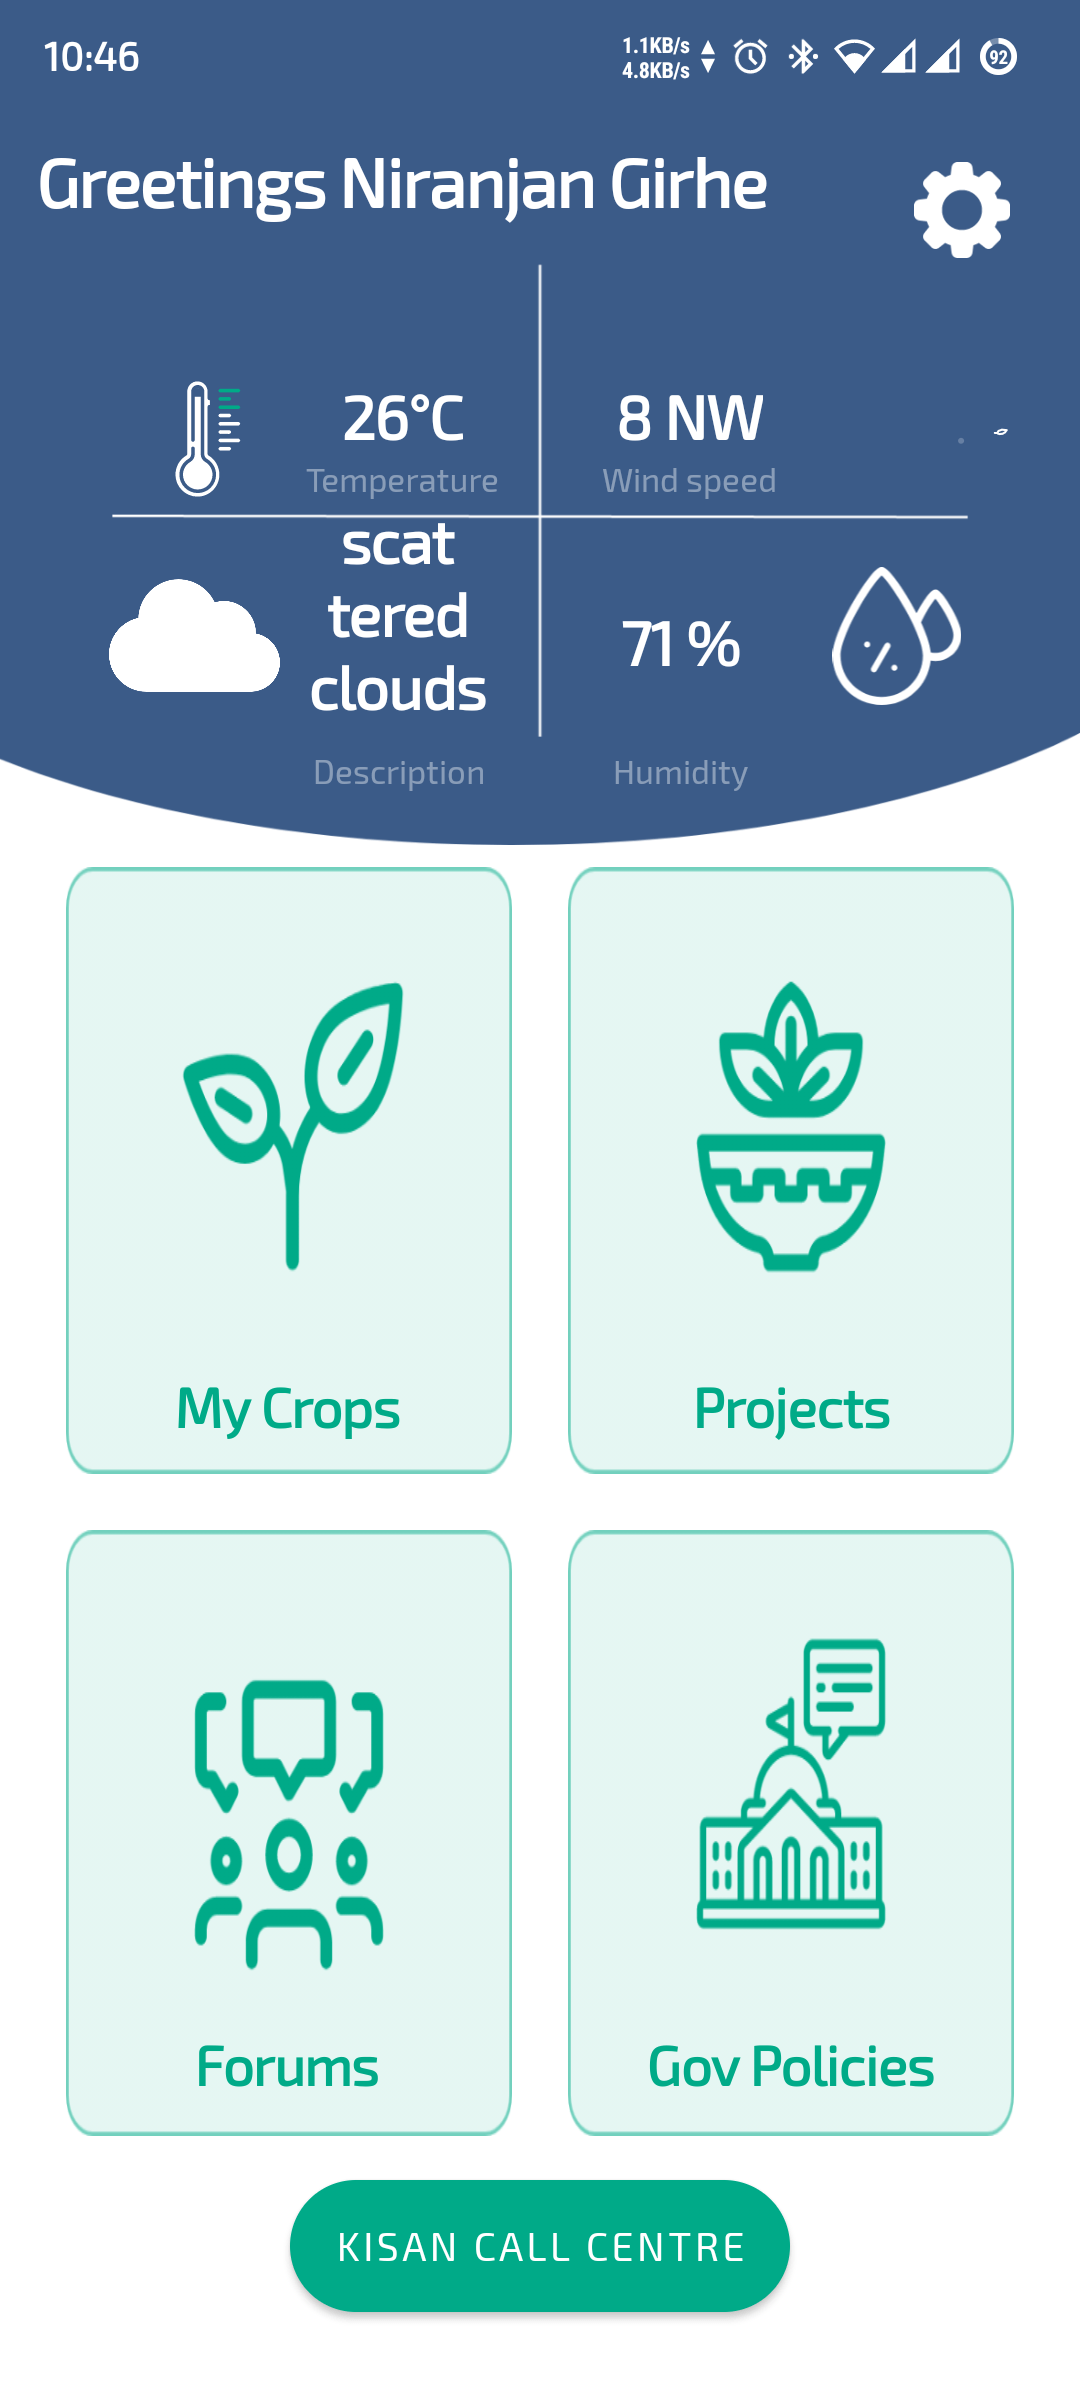 10:46
1.1KB/s
4.8KB/s
92
Greetings Niranjan Girhe
26°C
Temperature
8 NW
Wind speed
scat
tered
clouds
Description
71 %
Humidity
My Crops
Projects
Forums
Gov Policies
KISAN CALL CENTRE